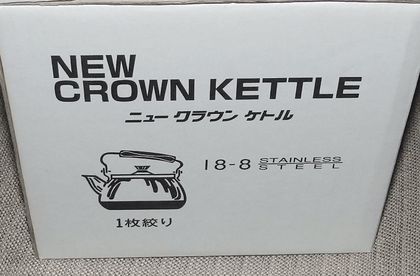 NEW
CROWN KETTLE
ニュー クラウン ケトル
18-8 STAINLESS
STEEL
1枚絞り